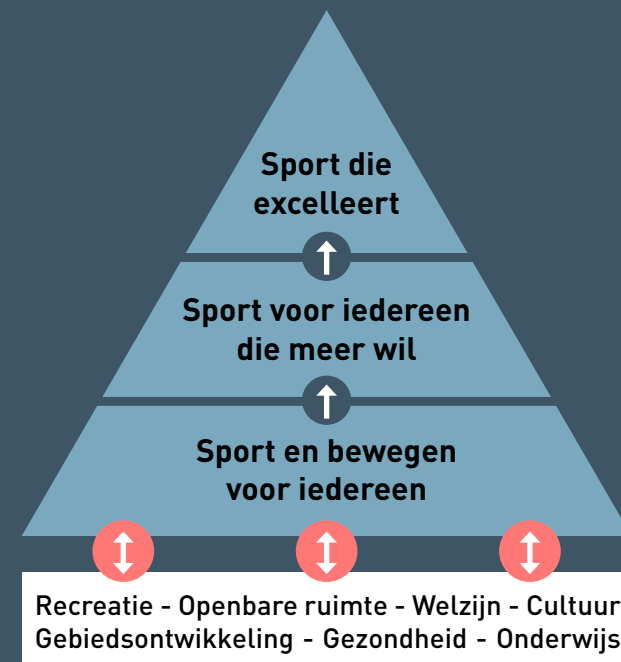 Sport die
excelleert
Sport voor iedereen
die meer wil
Sport en bewegen
voor iedereen
Recreatie - Openbare ruimte - Welzijn - Cultuur
Gebiedsontwikkeling - Gezondheid - Onderwijs